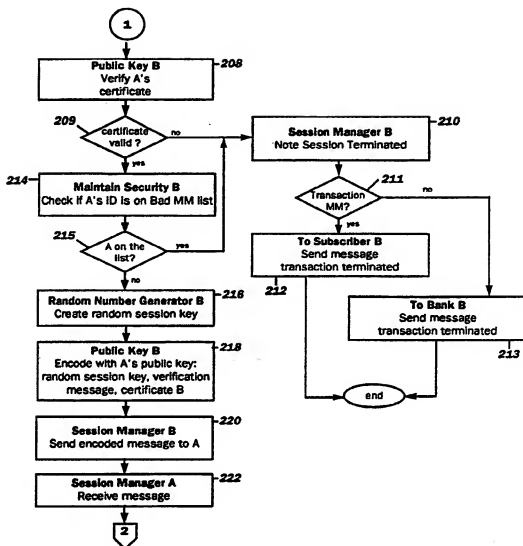 1
Public Key B
208
Verify A's
certificate
209
certificate
valid ?
no
yes
Session Manager B
210
Note Session Terminated
214
Maintain Security B
Check if A's ID is on Bad MM list
Transaction
MM?
211
no
yes
215
A on the
list?
yes
no
To Subscriber B
Send message
transaction terminated
212
Random Number Generator B
216
Create random session key
To Bank B
Send message
transaction terminated
213
Public Key B
218
Encode with A's public key:
random session key, verification
message, certificate B
end
Session Manager B
220
Send encoded message to A
Session Manager A
222
Receive message
2